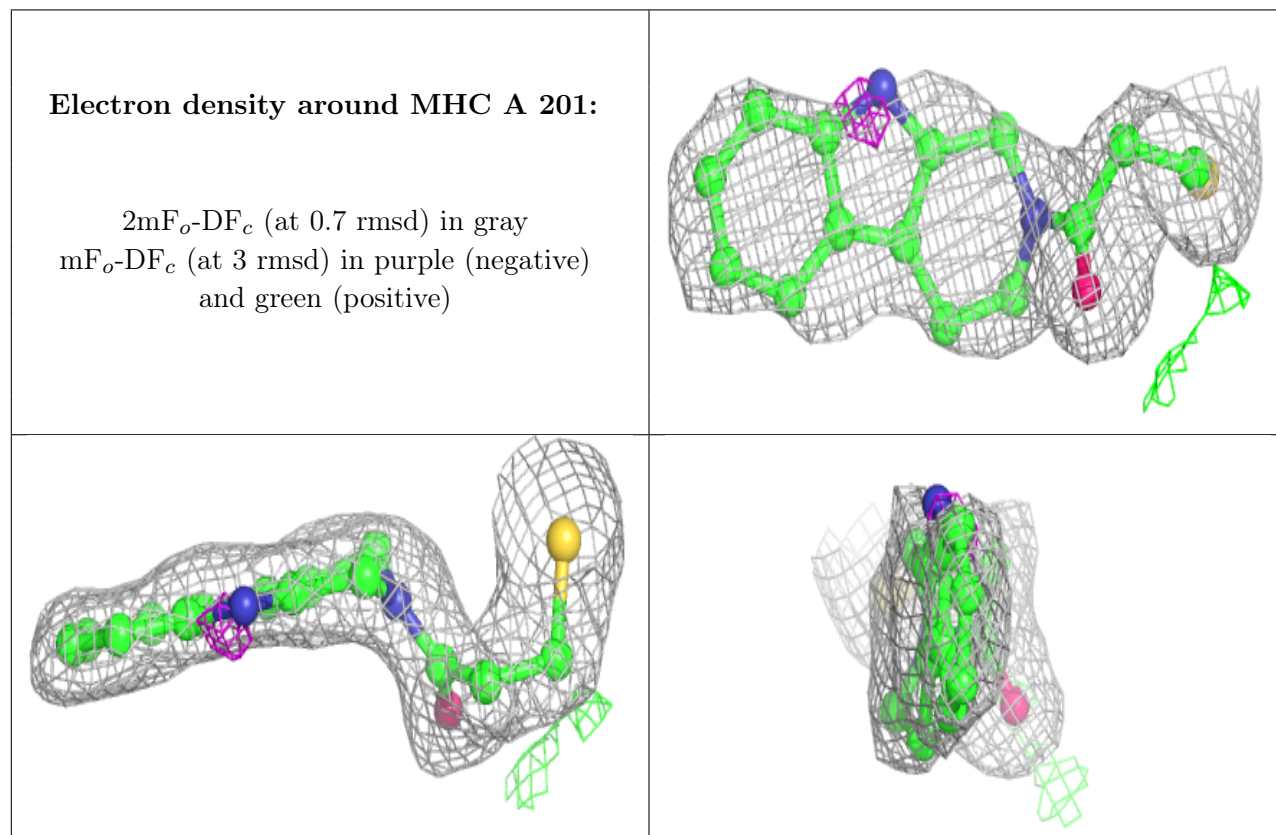 Electron density around MHC A 201:
2mFo-DFc (at 0.7 rmsd) in gray
mFo-DFc (at 3 rmsd) in purple (negative)
and green (positive)